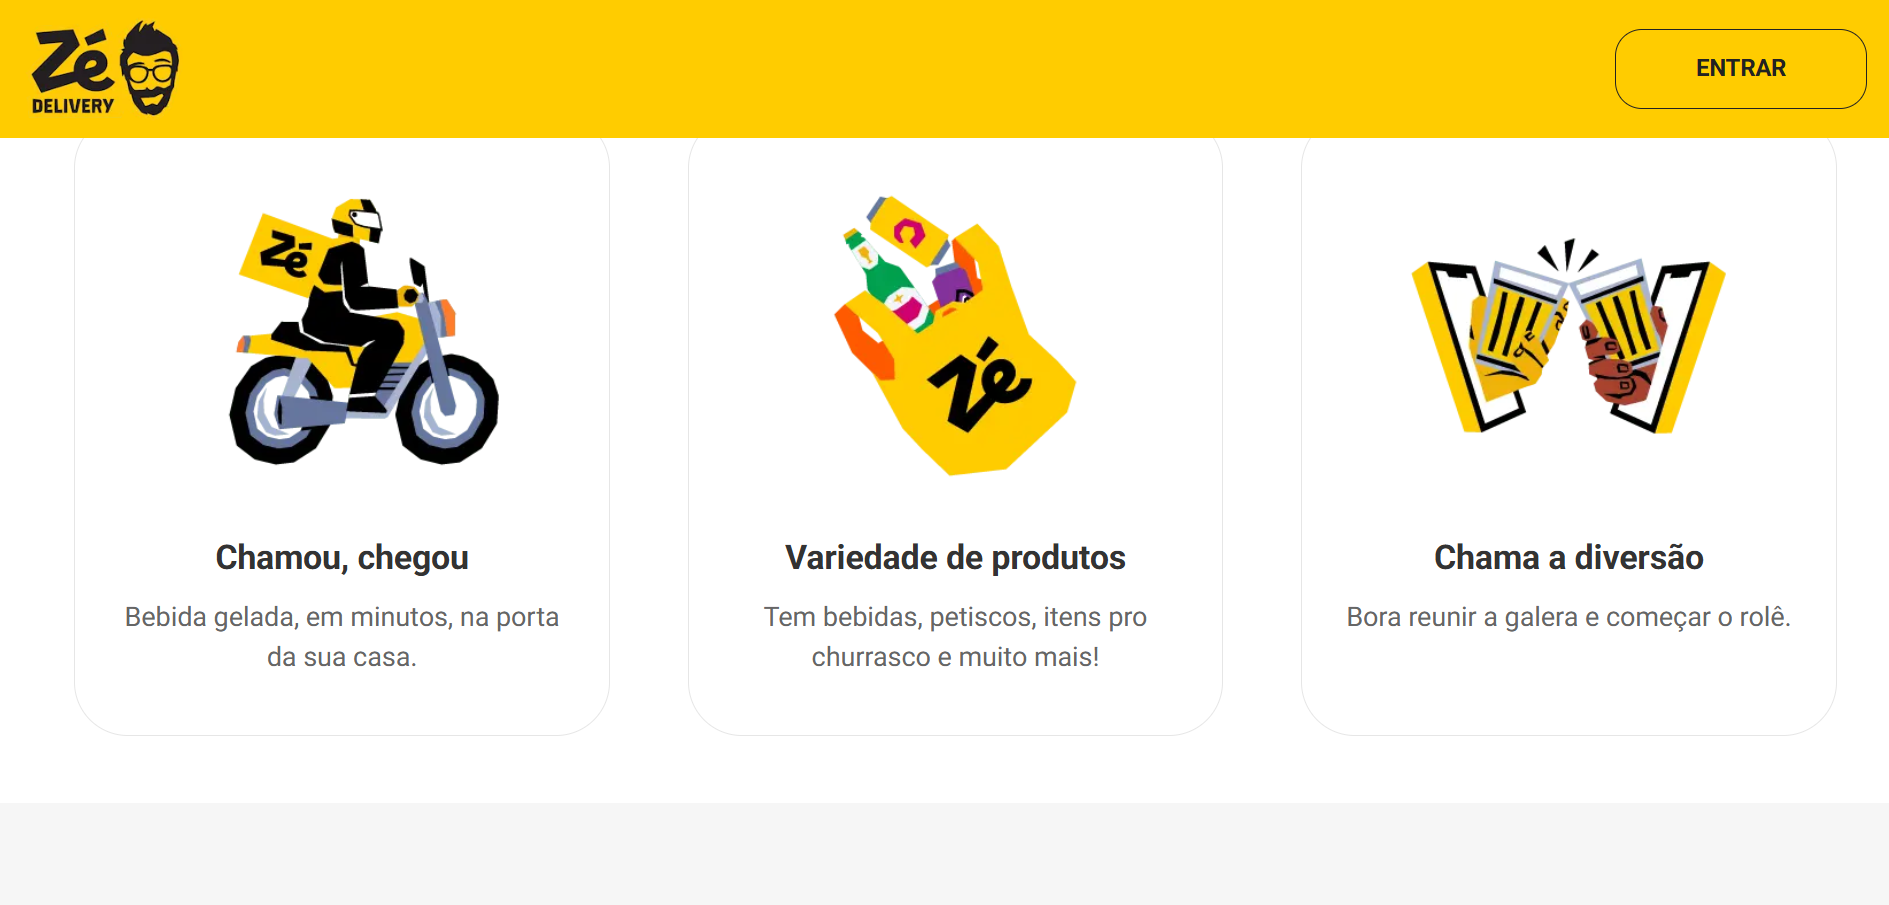 Zé
DELIVERY
ENTRAR
Zé
Zé
Chamou, chegou
Bebida gelada, em minutos, na porta
da sua casa.
Variedade de produtos
Tem bebidas, petiscos, itens pro
churrasco e muito mais!
Chama a diversão
Bora reunir a galera e começar o rolê.